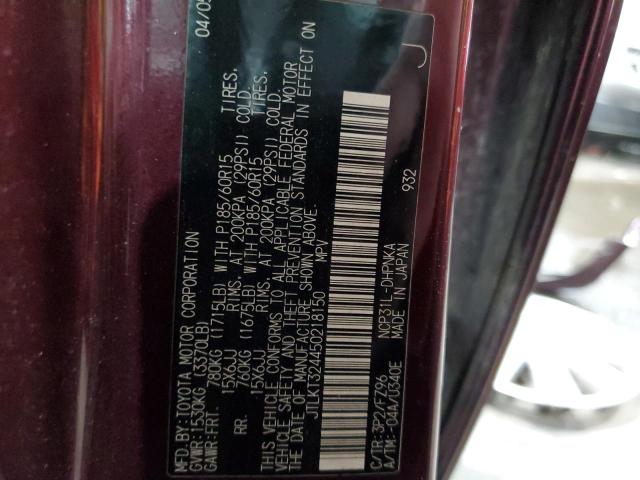 MFD.BY:TOYOTA MOTOR CORPORATION 04/05
GVWR:1530KG (3370LB)
GAWR:FRT. 780KG (1715LB) WITH P185/60R15 TIRES,
15X6JJ RIMS, AT 200KPA (29PSI) COLD.
RR. 760KG (1675LB) WITH P185/60R15 TIRES,
15X6JJ RIMS, AT 200KPA (29PSI) COLD.
THIS VEHICLE CONFORMS TO ALL APPLICABLE FEDERAL MOTOR
VEHICLE SAFETY AND THEFT PREVENTION STANDARDS IN EFFECT ON
THE DATE OF MANUFACTURE SHOWN ABOVE.
JTLKT324450218150 MPV
932 J
C/TR:3P2/FZ96 NCP31L-DHPNKA
A/TM:-04A/U340E MADE IN JAPAN